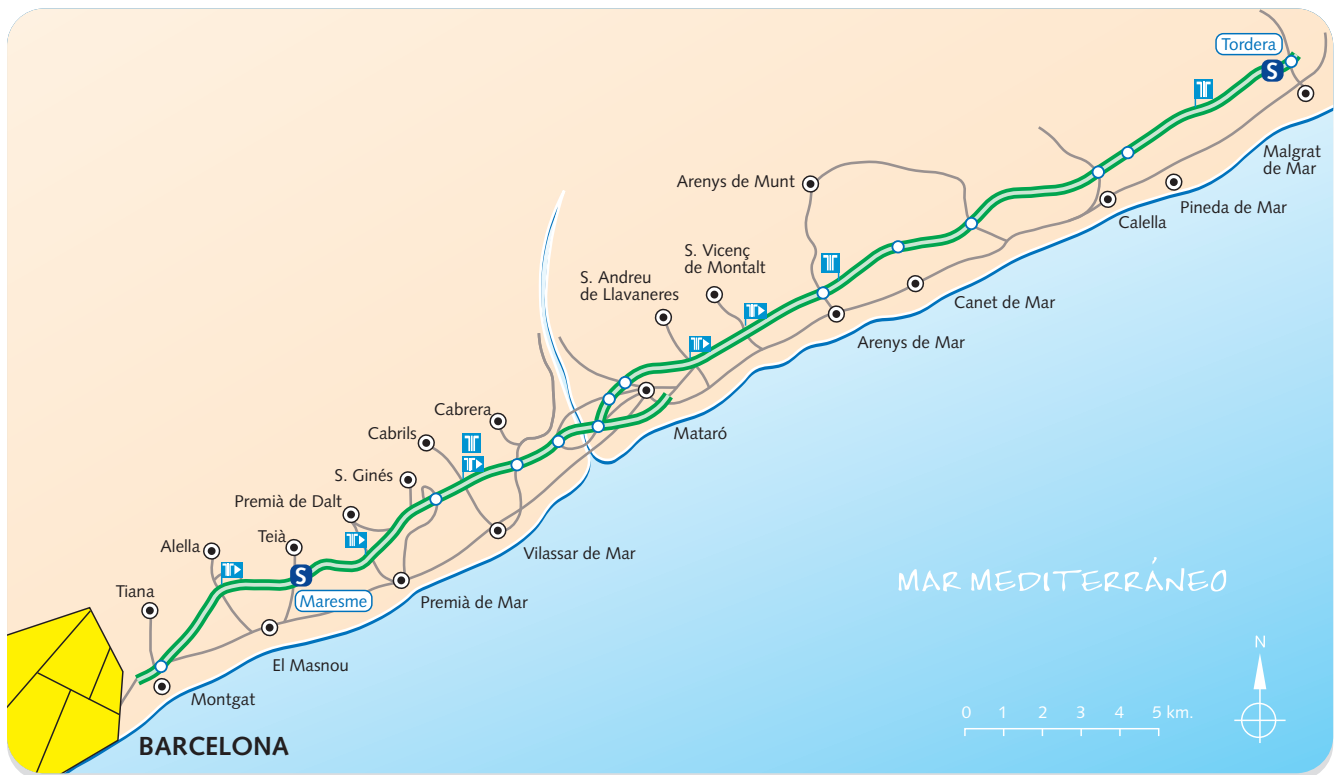 Tordera
S
T
Malgrat
de Mar
Arenys de Munt
Pineda de Mar
Calella
S. Vicenç
de Montalt
T
S. Andreu
de Llavaneres
Canet de Mar
T
Arenys de Mar
T
Cabrera
Mataró
Cabrils
T
T
S. Ginés
Premià de Dalt
Teià
T
Alella
Vilassar de Mar
T
S
MAR MEDITERRÁNEO
Tiana
Maresme
Premià de Mar
N
El Masnou
Montgat
0 1 2 3 4 5 km.
BARCELONA